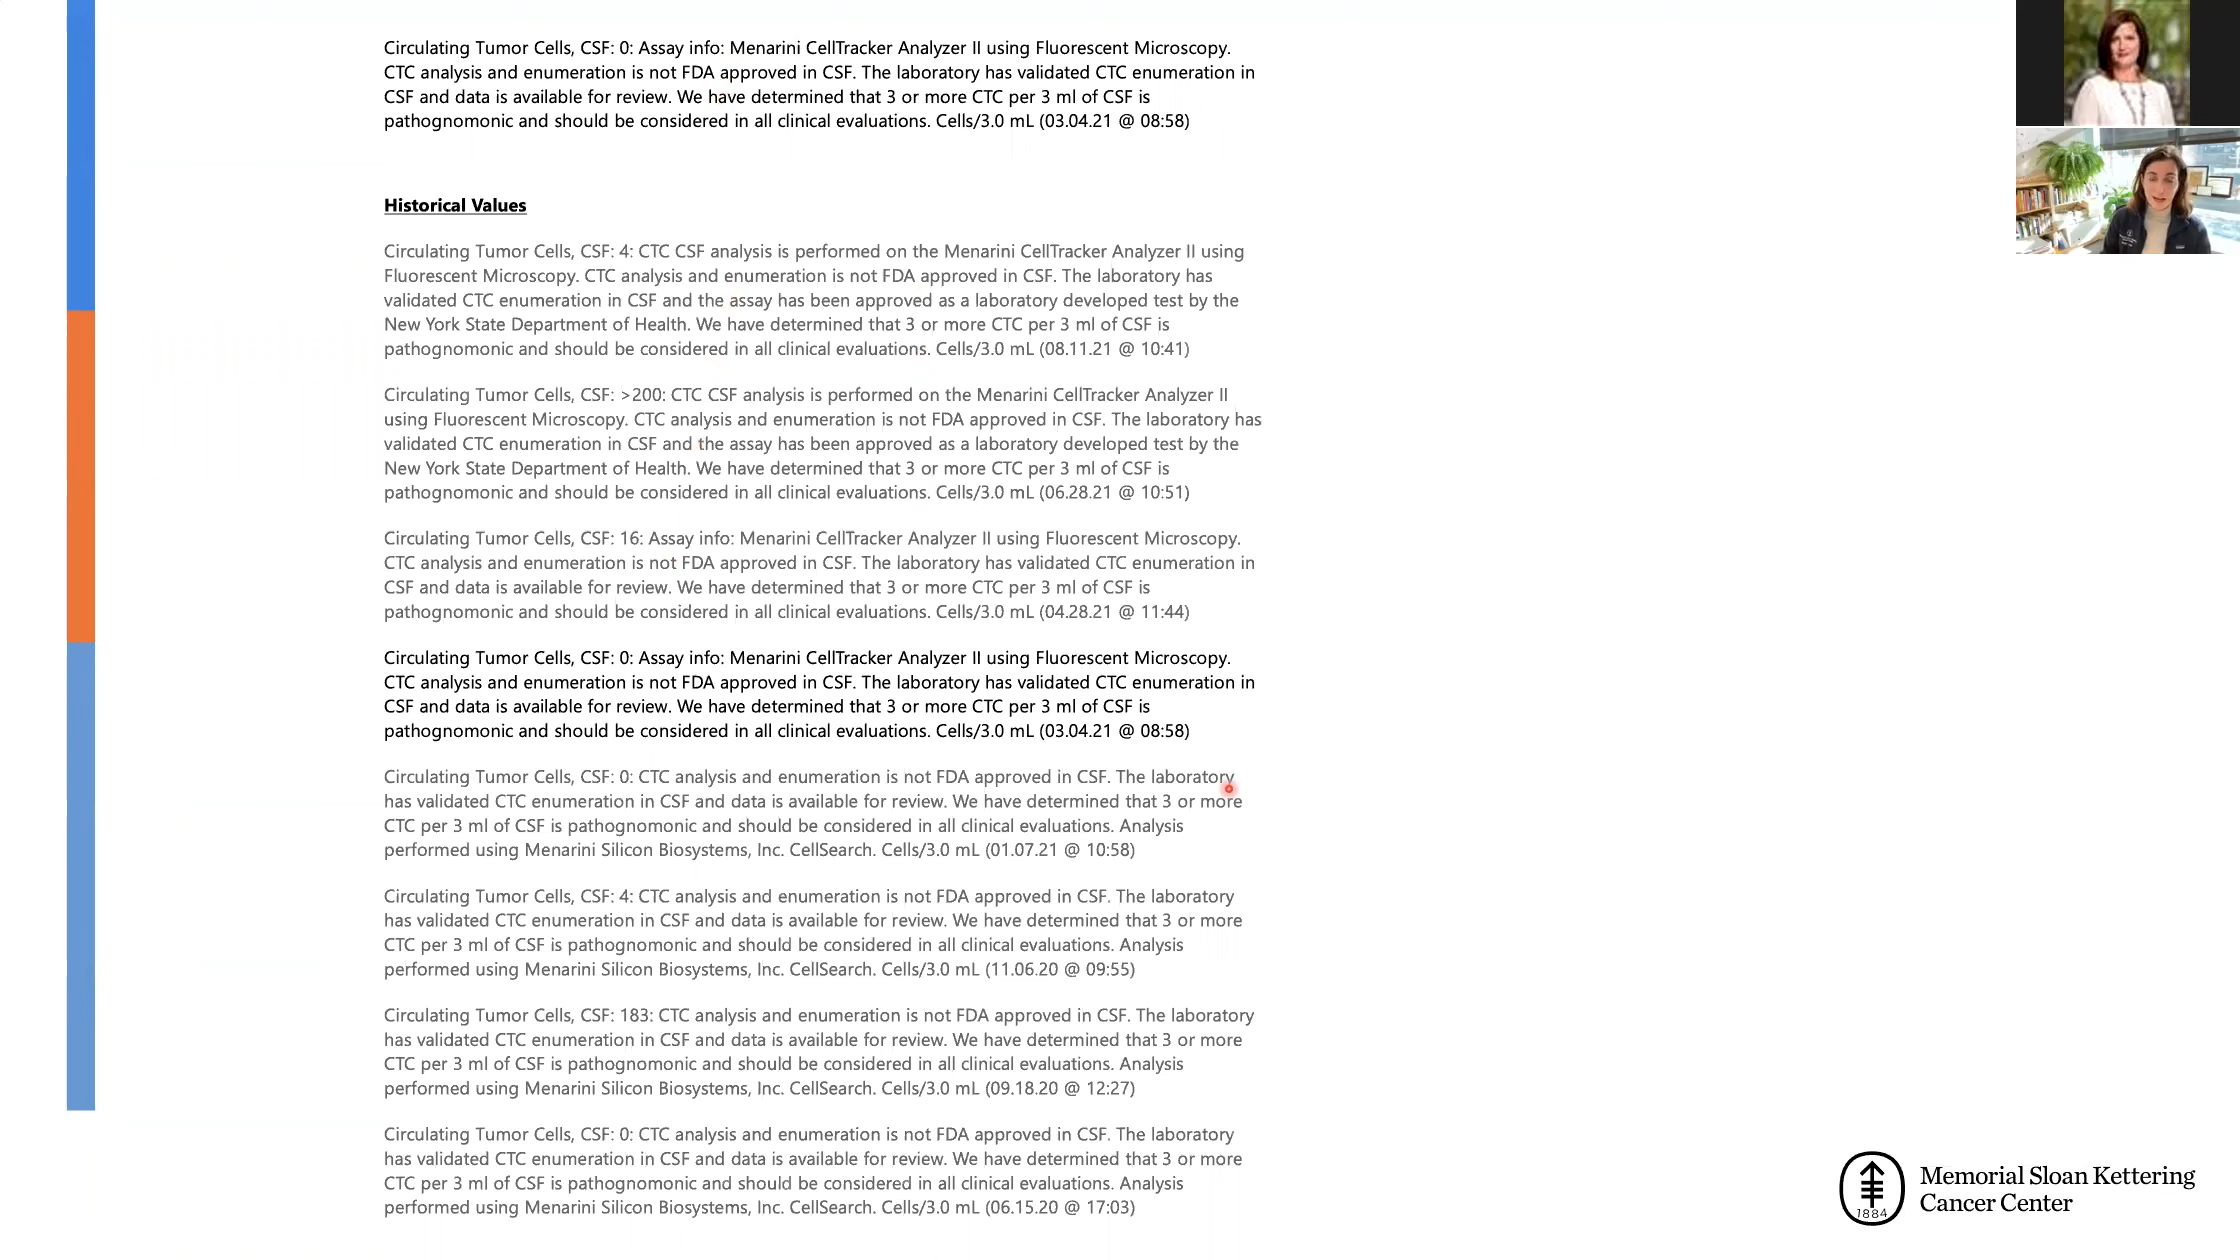 Circulating Tumor Cells, CSF: 0: Assay info: Menarini CellTracker Analyzer II using Fluorescent Microscopy.
CTC analysis and enumeration is not FDA approved in CSF. The laboratory has validated CTC enumeration in
CSF and data is available for review. We have determined that 3 or more CTC per 3 ml of CSF is
pathognomonic and should be considered in all clinical evaluations. Cells/3.0 mL (03.04.21 @ 08:58)
Historical Values
Circulating Tumor Cells, CSF: 4: CTC CSF analysis is performed on the Menarini CellTracker Analyzer II using
Fluorescent Microscopy. CTC analysis and enumeration is not FDA approved in CSF. The laboratory has
validated CTC enumeration in CSF and the assay has been approved as a laboratory developed test by the
New York State Department of Health. We have determined that 3 or more CTC per 3 ml of CSF is
pathognomonic and should be considered in all clinical evaluations. Cells/3.0 mL (08.11.21 @ 10:41)
Circulating Tumor Cells, CSF: >200: CTC CSF analysis is performed on the Menarini CellTracker Analyzer II
using Fluorescent Microscopy. CTC analysis and enumeration is not FDA approved in CSF. The laboratory has
validated CTC enumeration in CSF and the assay has been approved as a laboratory developed test by the
New York State Department of Health. We have determined that 3 or more CTC per 3 ml of CSF is
pathognomonic and should be considered in all clinical evaluations. Cells/3.0 mL (06.28.21 @ 10:51)
Circulating Tumor Cells, CSF: 16: Assay info: Menarini CellTracker Analyzer II using Fluorescent Microscopy.
CTC analysis and enumeration is not FDA approved in CSF. The laboratory has validated CTC enumeration in
CSF and data is available for review. We have determined that 3 or more CTC per 3 ml of CSF is
pathognomonic and should be considered in all clinical evaluations. Cells/3.0 mL (04.28.21 @ 11:44)
Circulating Tumor Cells, CSF: 0: Assay info: Menarini CellTracker Analyzer II using Fluorescent Microscopy.
CTC analysis and enumeration is not FDA approved in CSF. The laboratory has validated CTC enumeration in
CSF and data is available for review. We have determined that 3 or more CTC per 3 ml of CSF is
pathognomonic and should be considered in all clinical evaluations. Cells/3.0 mL (03.04.21 @ 08:58)
Circulating Tumor Cells, CSF: 0: CTC analysis and enumeration is not FDA approved in CSF. The laboratory
has validated CTC enumeration in CSF and data is available for review. We have determined that 3 or more
CTC per 3 ml of CSF is pathognomonic and should be considered in all clinical evaluations. Analysis
performed using Menarini Silicon Biosystems, Inc. CellSearch. Cells/3.0 mL (01.07.21 @ 10:58)
Circulating Tumor Cells, CSF: 4: CTC analysis and enumeration is not FDA approved in CSF. The laboratory
has validated CTC enumeration in CSF and data is available for review. We have determined that 3 or more
CTC per 3 ml of CSF is pathognomonic and should be considered in all clinical evaluations. Analysis
performed using Menarini Silicon Biosystems, Inc. CellSearch. Cells/3.0 mL (11.06.20 @ 09:55)
Circulating Tumor Cells, CSF: 183: CTC analysis and enumeration is not FDA approved in CSF. The laboratory
has validated CTC enumeration in CSF and data is available for review. We have determined that 3 or more
CTC per 3 ml of CSF is pathognomonic and should be considered in all clinical evaluations. Analysis
performed using Menarini Silicon Biosystems, Inc. CellSearch. Cells/3.0 mL (09.18.20 @ 12:27)
Circulating Tumor Cells, CSF: 0: CTC analysis and enumeration is not FDA approved in CSF. The laboratory
has validated CTC enumeration in CSF and data is available for review. We have determined that 3 or more
CTC per 3 ml of CSF is pathognomonic and should be considered in all clinical evaluations. Analysis
performed using Menarini Silicon Biosystems, Inc. CellSearch. Cells/3.0 mL (06.15.20 @ 17:03)
1884
Memorial Sloan Kettering
Cancer Center